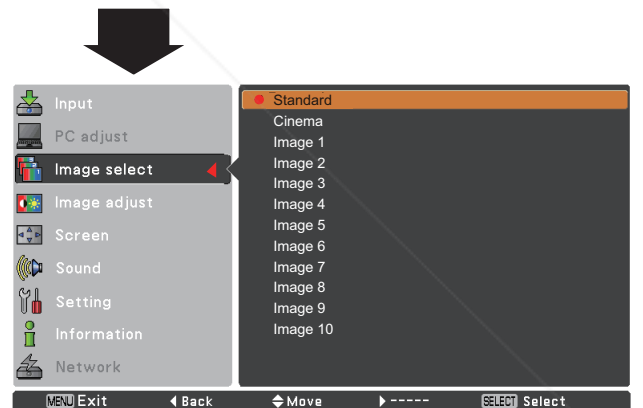 Input
PC adjust
Image select
Image adjust
Screen
Sound
Setting
Information
Network
Standard
Cinema
Image 1
Image 2
Image 3
Image 4
Image 5
Image 6
Image 7
Image 8
Image 9
Image 10
MENU Exit ◀ Back ◆ Move ▶ ----- SELECT Select